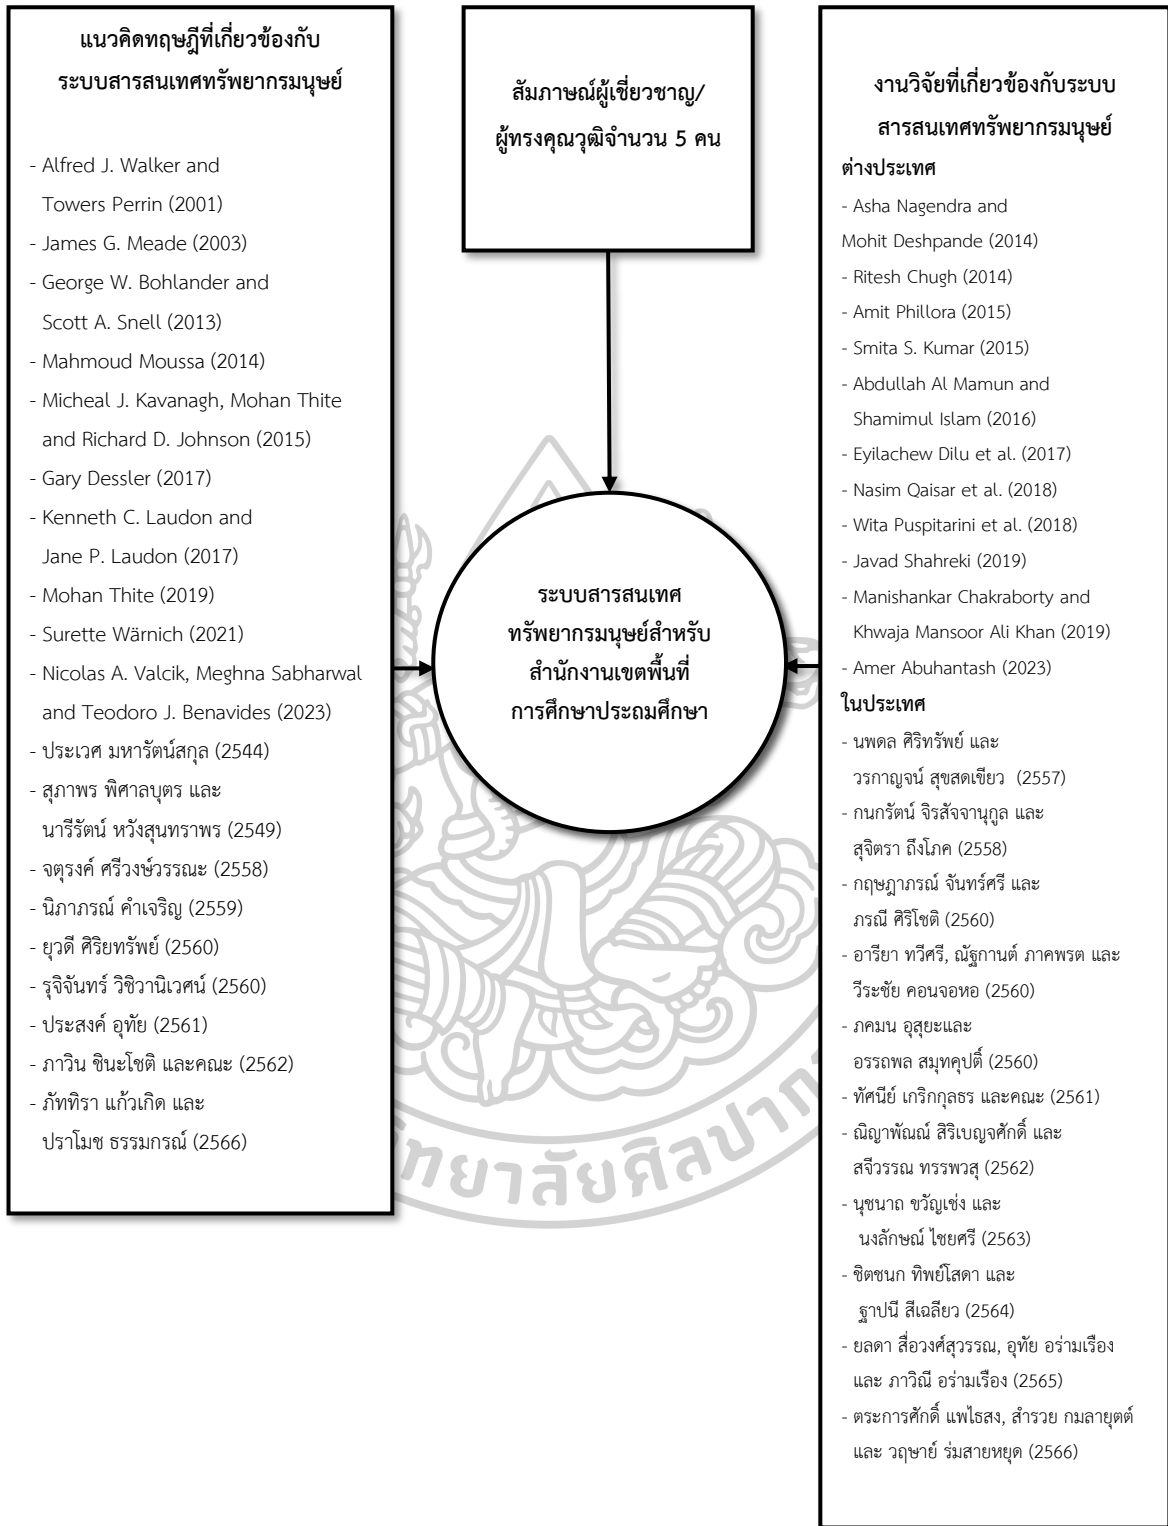 แนวคิดทฤษฎีที่เกี่ยวข้องกับ
ระบบสารสนเทศทรัพยากรมนุษย์
- Alfred J. Walker and
Towers Perrin (2001)
- James G. Meade (2003)
- George W. Bohlander and
Scott A. Snell (2013)
- Mahmoud Moussa (2014)
- Micheal J. Kavanagh, Mohan Thite
and Richard D. Johnson (2015)
- Gary Dessler (2017)
- Kenneth C. Laudon and
Jane P. Laudon (2017)
- Mohan Thite (2019)
- Surette Wärnich (2021)
- Nicolas A. Valcik, Meghna Sabharwal
and Teodoro J. Benavides (2023)
- ประเวศ มหารัตน์สกุล (2544)
- สุภาพร พิศาลบุตร และ
นารีรัตน์ หวังสุนทราพร (2549)
- จตุรงค์ ศรีวงษ์วรรณะ (2558)
- นิภาภรณ์ คำเจริญ (2559)
- ยุวดี ศิริยทรัพย์ (2560)
- รุจิจันทร์ วิชิวานิเวศน์ (2560)
- ประสงค์ อุทัย (2561)
- ภาวิน ชินะโชติ และคณะ (2562)
- ภัททิรา แก้วเกิด และ
ปราโมช ธรรมกรณ์ (2566)
สัมภาษณ์ผู้เชี่ยวชาญ/
ผู้ทรงคุณวุฒิจำนวน 5 คน
ระบบสารสนเทศ
ทรัพยากรมนุษย์สำหรับ
สำนักงานเขตพื้นที่
การศึกษาประถมศึกษา
งานวิจัยที่เกี่ยวข้องกับระบบ
สารสนเทศทรัพยากรมนุษย์
ต่างประเทศ
- Asha Nagendra and
Mohit Deshpande (2014)
- Ritesh Chugh (2014)
- Amit Phillora (2015)
- Smita S. Kumar (2015)
- Abdullah Al Mamun and
Shamimul Islam (2016)
- Eyilachew Dilu et al. (2017)
- Nasim Qaisar et al. (2018)
- Wita Puspitarini et al. (2018)
- Javad Shahreki (2019)
- Manishankar Chakraborty and
Khwaja Mansoor Ali Khan (2019)
- Amer Abuhantash (2023)
ในประเทศ
- นพดล ศิริทรัพย์ และ
วรกาญจน์ สุขสดเขียว (2557)
- กนกรัตน์ จิรสัจจานุกูล และ
สุจิตรา ถึงโภค (2558)
- กฤษฎาภรณ์ จันทร์ศรี และ
ภรณี ศิริโชติ (2560)
- อารียา ทวีศรี, ณัฐกานต์ ภาคพรต และ
วีระชัย คอนจอหอ (2560)
- ภคมน อุสุยะและ
อรรถพล สมุทคุปติ์ (2560)
- ทัศนีย์ เกริกกุลธร และคณะ (2561)
- ณิญาพัณณ์ สิริเบญจศักดิ์ และ
สจีวรรณ ทรรพวสุ (2562)
- นุชนาถ ขวัญเซ่ง และ
นงลักษณ์ ไชยศรี (2563)
- ชิตชนก ทิพย์โสดา และ
ฐาปนี สีเฉลียว (2564)
- ยลดา สื่อวงศ์สุวรรณ, อุทัย อร่ามเรือง
และ ภาวิณี อร่ามเรือง (2565)
- ตระการศักดิ์ แพไธสง, สำรวย กมลายุตต์
และ วฤษาย์ ร่มสายหยุด (2566)
ทยาลัยศิลปาก